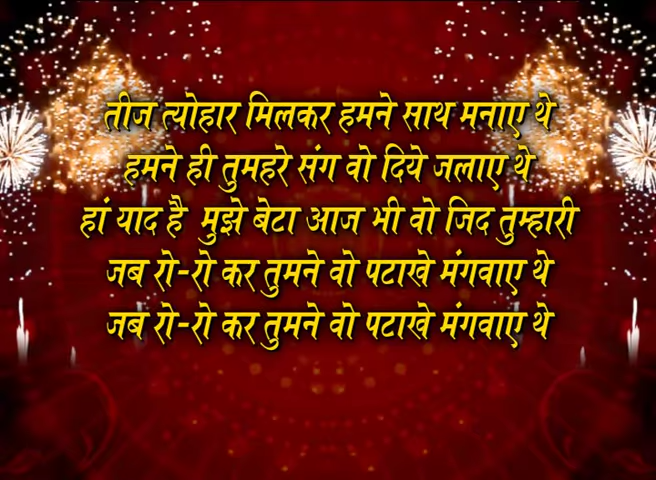 तीज त्योहार मिलकर हमने साथ मनाए थे
हमने ही तुमहरे संग वो दिये जलाए थे
हां याद है मुझे बेटा आज भी वो जिद तुम्हारी
जब रो-रो कर तुमने वो पटाखे मंगवाए थे
जब रो-रो कर तुमने वो पटाखे मंगवाए थे